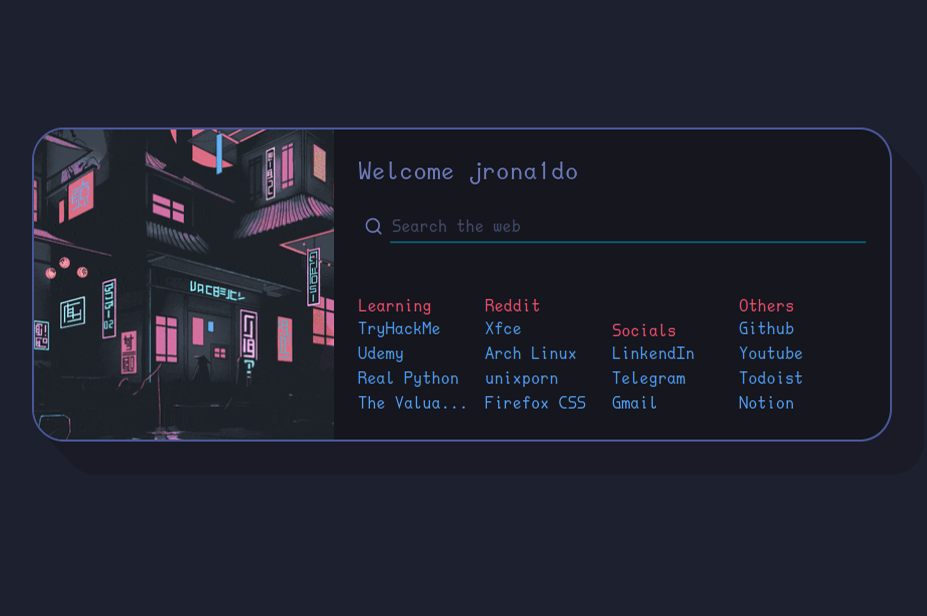 Welcome jronaldo
Search the web
Learning
TryHackMe
Udemy
Real Python
The Valua...
Reddit
Xfce
Arch Linux
unixporn
Firefox CSS
Socials
LinkendIn
Telegram
Gmail
Others
Github
Youtube
Todoist
Notion